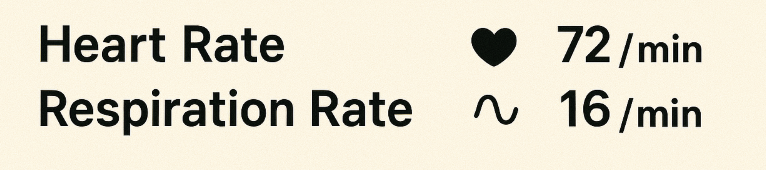 Heart Rate ♥ 72 /min
Respiration Rate ∿ 16 /min